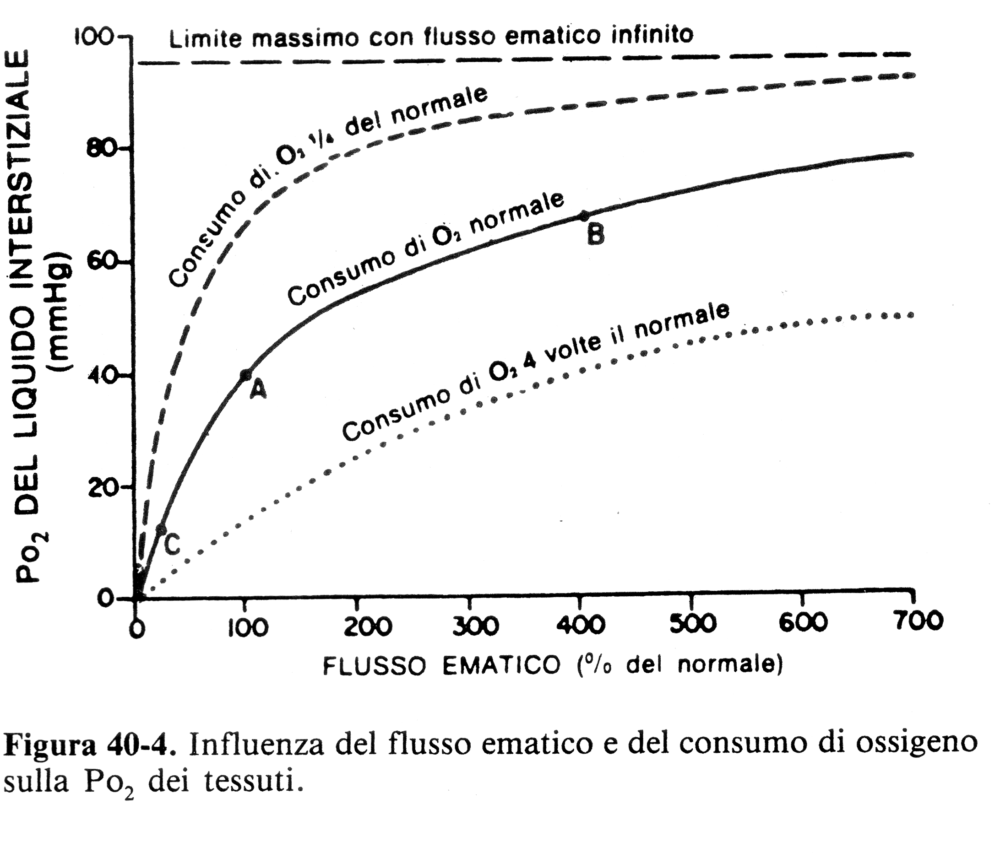 100
Limite massimo con flusso ematico infinito
Consumo di O₂ 1/4 del normale
80
Consumo di O₂ normale
B
60
PO₂ DEL LIQUIDO INTERSTIZIALE
(mmHg)
Consumo di O₂ 4 volte il normale
40
A
20
C
0
0 100 200 300 400 500 600 700
FLUSSO EMATICO (% del normale)
Figura 40-4. Influenza del flusso ematico e del consumo di ossigeno
sulla Po₂ dei tessuti.